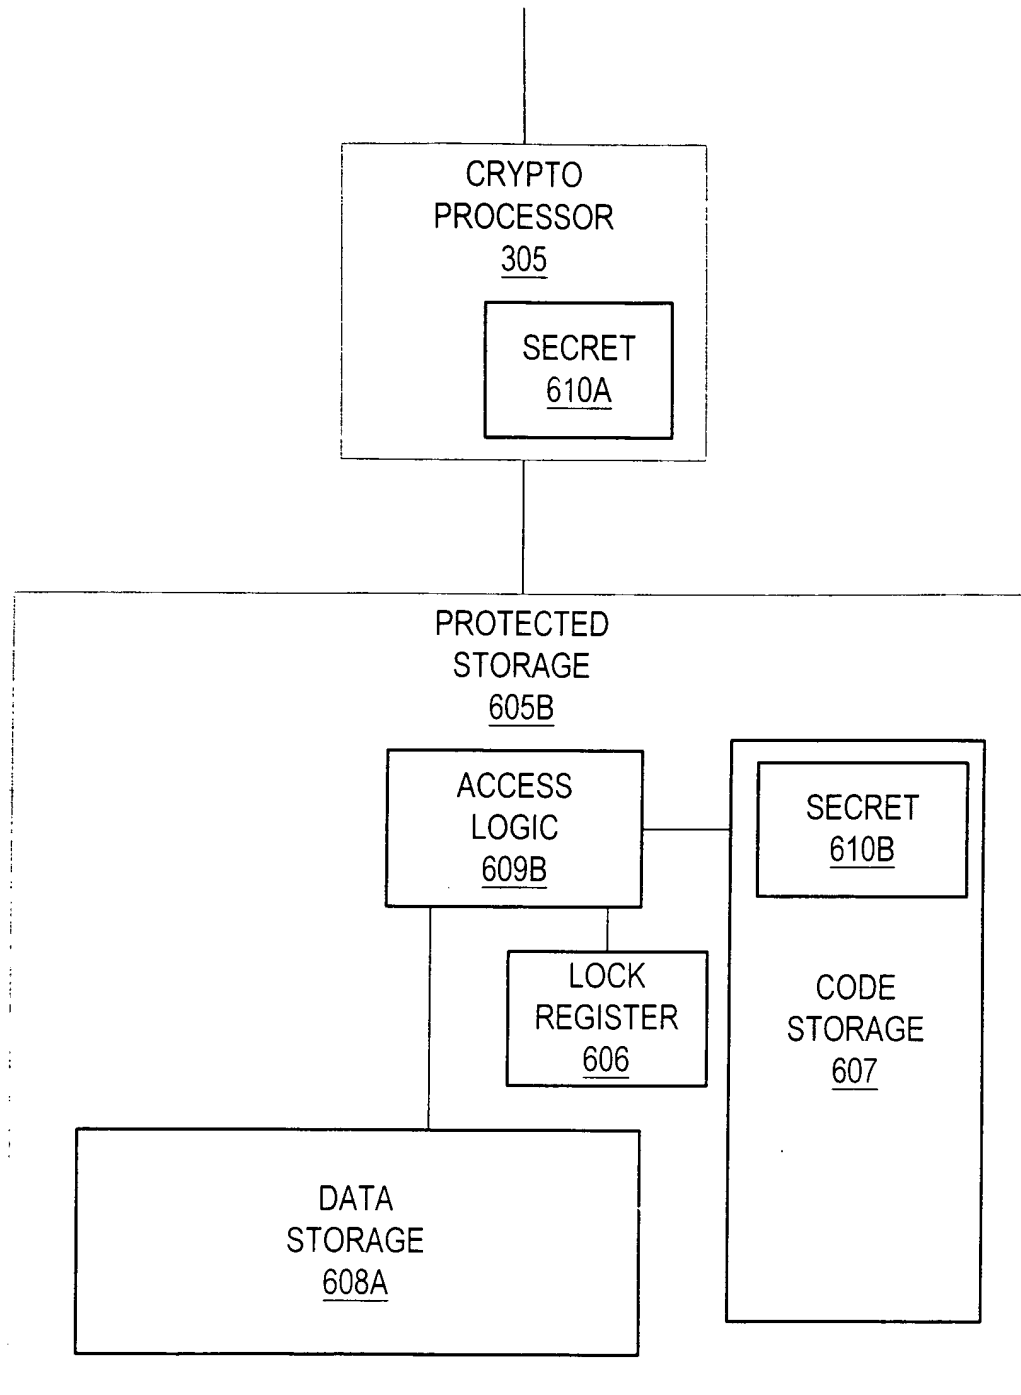 CRYPTO
PROCESSOR
305
SECRET
610A
PROTECTED
STORAGE
605B
ACCESS
LOGIC
609B
SECRET
610B
LOCK
REGISTER
606
CODE
STORAGE
607
DATA
STORAGE
608A